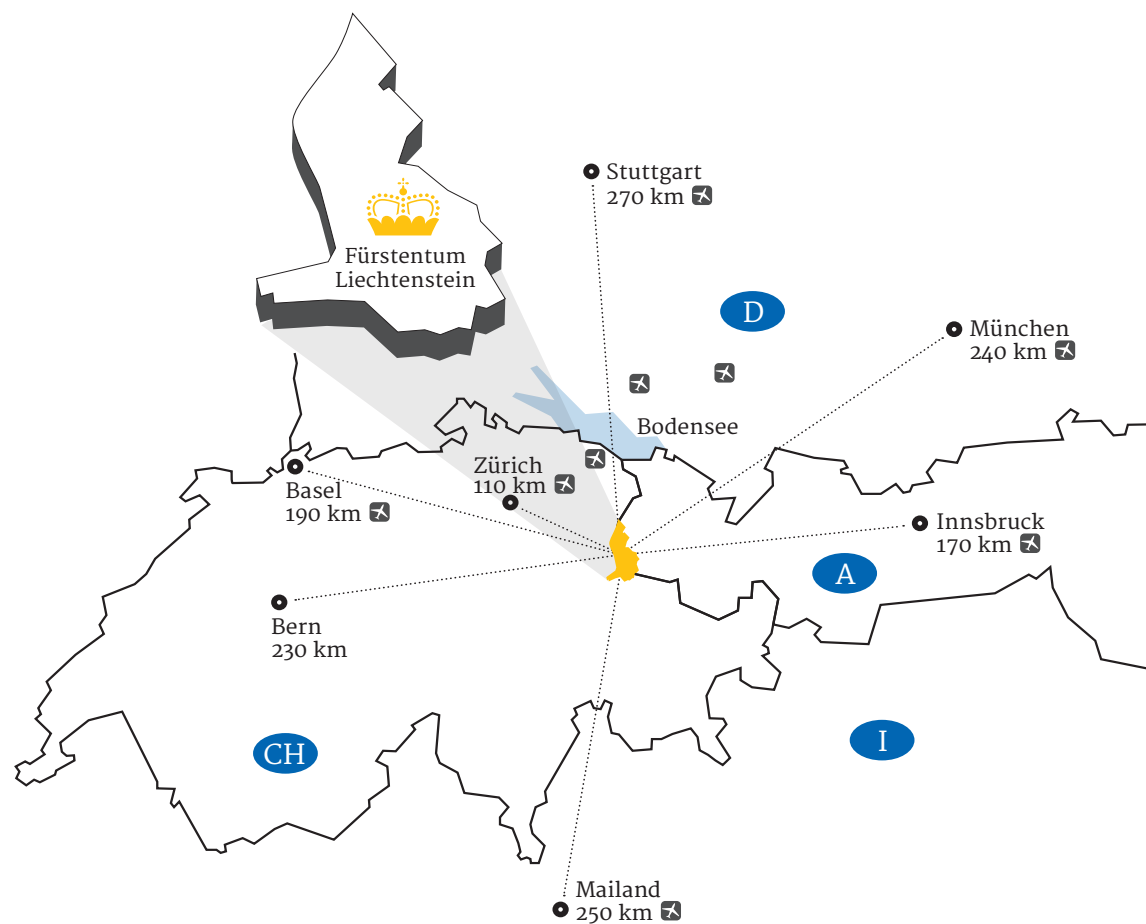 Stuttgart
270 km
Fürstentum
Liechtenstein
D
München
240 km
Bodensee
Zürich
110 km
Basel
190 km
Innsbruck
170 km
A
Bern
230 km
CH
I
Mailand
250 km